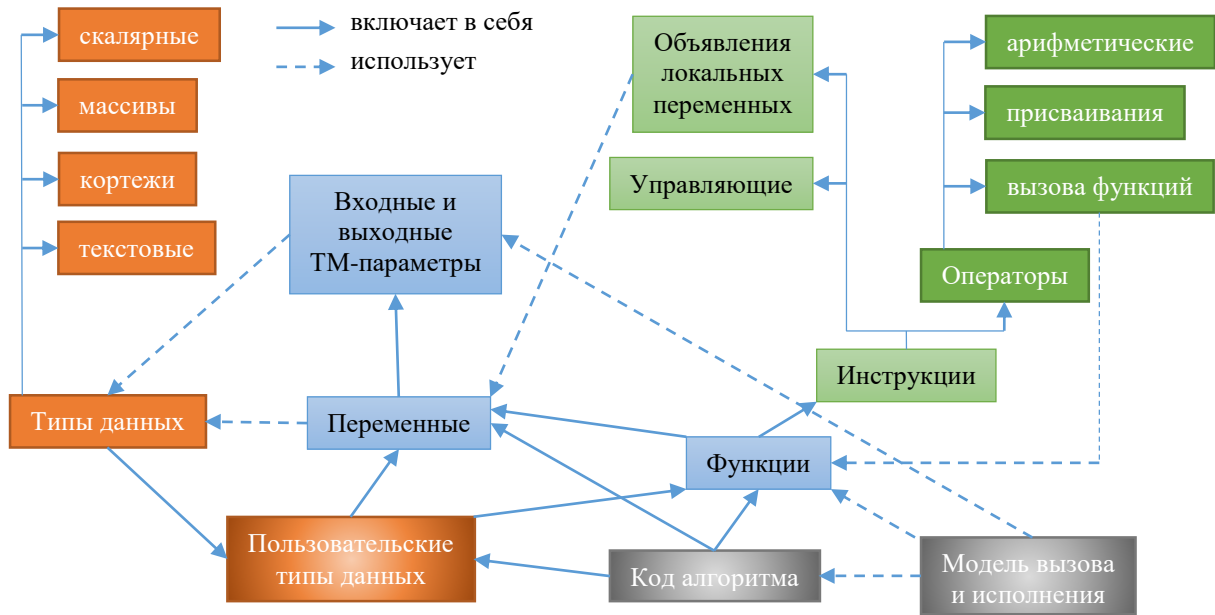 скалярные
массивы
кортежи
текстовые
включает в себя
использует
Объявления
локальных
переменных
Управляющие
арифметические
присваивания
вызова функций
Операторы
Входные и
выходные
ТМ-параметры
Инструкции
Типы данных
Переменные
Функции
Пользовательские
типы данных
Код алгоритма
Модель вызова
и исполнения